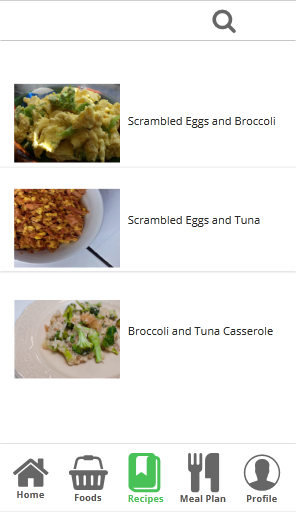 Scrambled Eggs and Broccoli
Scrambled Eggs and Tuna
Broccoli and Tuna Casserole
Home
Foods
Recipes
Meal Plan
Profile